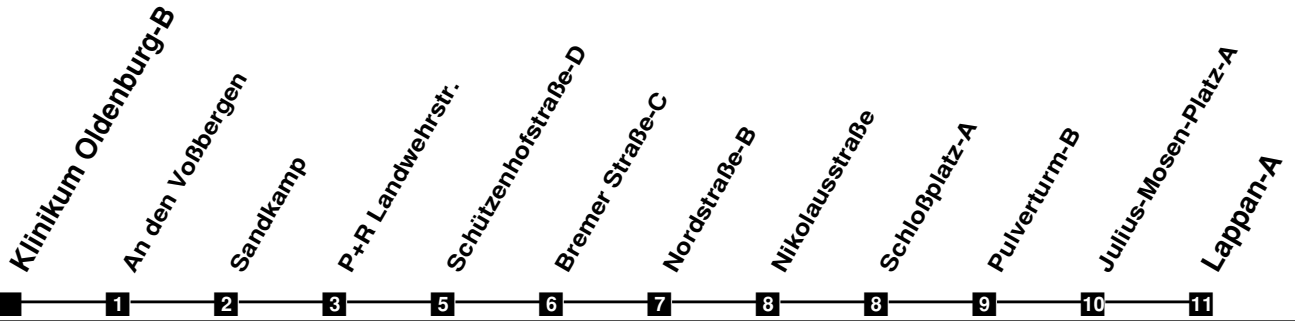 Klinikum Oldenburg-B
An den Voßbergen
Sandkamp
P+R Landwehrstr.
Schützenhofstraße-D
Bremer Straße-C
Nordstraße-B
Nikolausstraße
Schloßplatz-A
Pulverturm-B
Julius-Mosen-Platz-A
Lappan-A
1 2 3 5 6 7 8 8 9 10 11